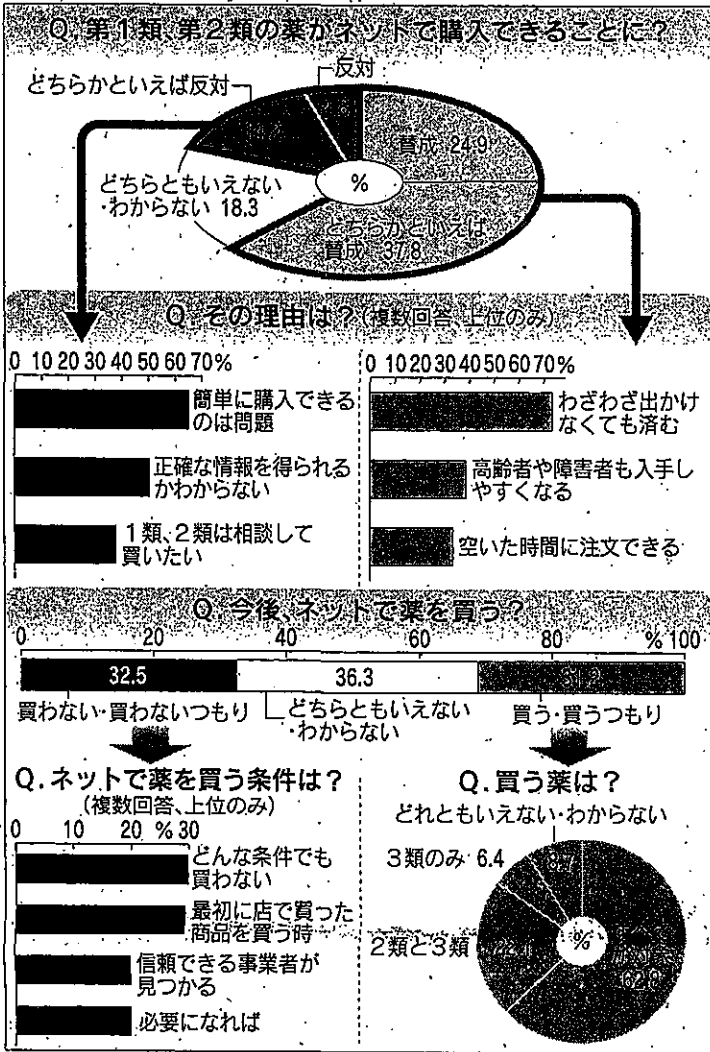 Q. 第1類、第2類の薬がネットで購入できることに?
反対
どちらかといえば反対
賛成 24.9
%
どちらともいえない
・わからない 18.3
どちらかといえば
賛成 37.8
Q. その理由は?(複数回答、上位のみ)
0 10 20 30 40 50 60 70%
簡単に購入できる
のは問題
正確な情報を得られる
かわからない
1類、2類は相談して
買いたい
0 10 20 30 40 50 60 70%
わざわざ出かけ
なくても済む
高齢者や障害者も入手し
やすくなる
空いた時間に注文できる
Q. 今後、ネットで薬を買う?
0 20 40 60 80 % 100
32.5 36.3
買わない・買わないつもり
どちらともいえない
・わからない
買う・買うつもり
Q. ネットで薬を買う条件は?
(複数回答、上位のみ)
0 10 20 % 30
どんな条件でも
買わない
最初に店で買った
商品を買う時
信頼できる事業者が
見つかる
必要になれば
Q. 買う薬は?
どれともいえない・わからない
3類のみ 6.4
2類と3類
%